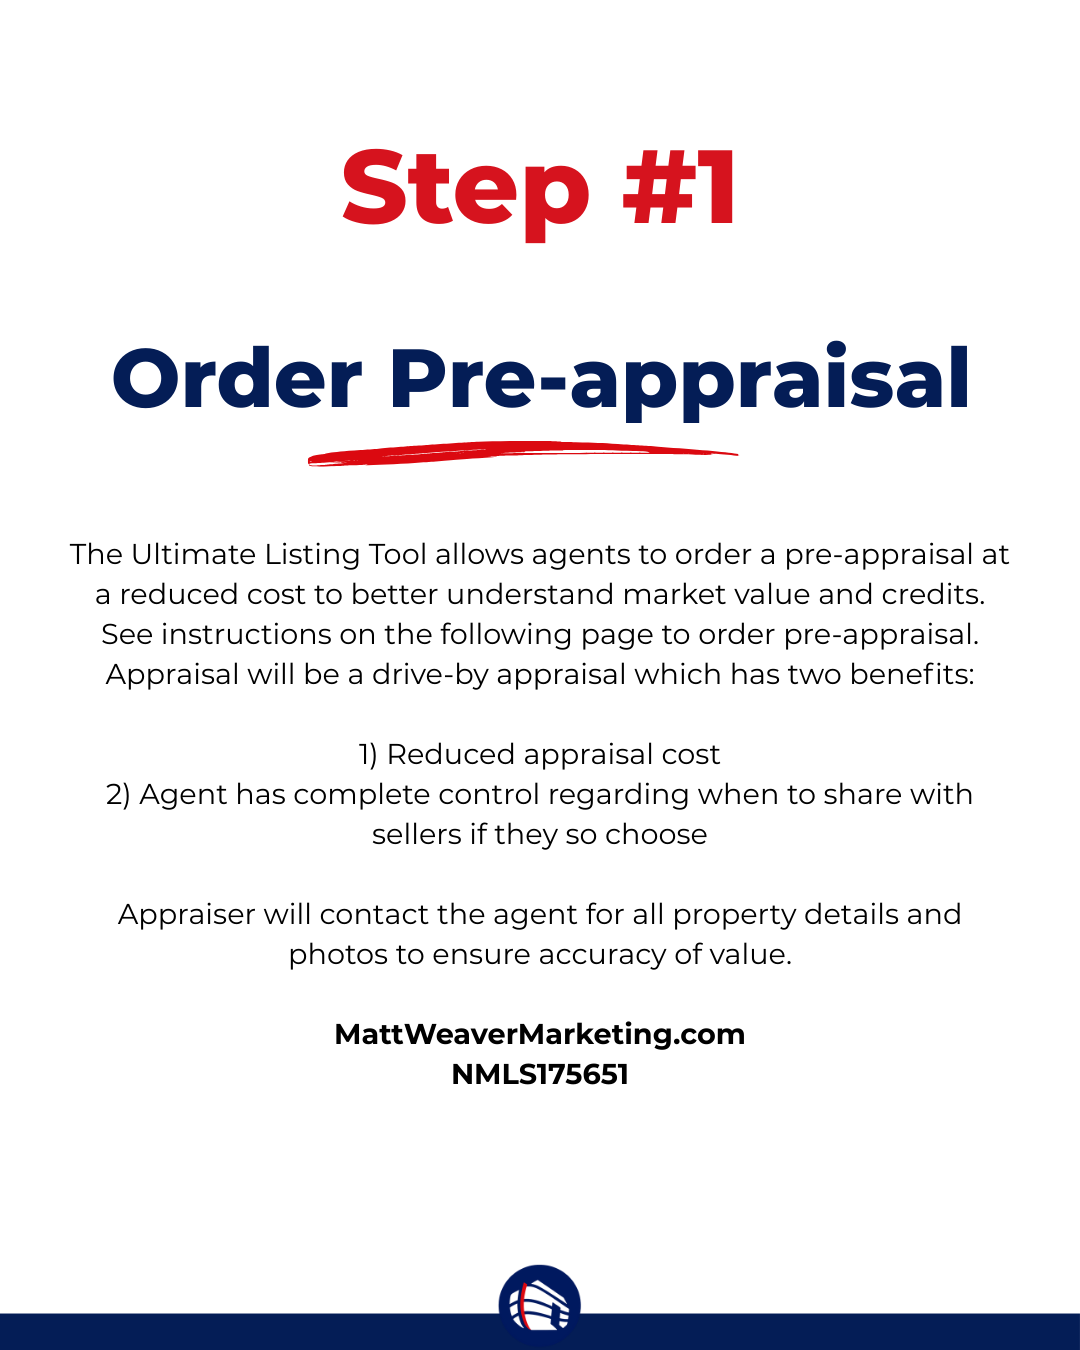 Step #1
Order Pre-appraisal
The Ultimate Listing Tool allows agents to order a pre-appraisal at
a reduced cost to better understand market value and credits.
See instructions on the following page to order pre-appraisal.
Appraisal will be a drive-by appraisal which has two benefits:
1) Reduced appraisal cost
2) Agent has complete control regarding when to share with
sellers if they so choose
Appraiser will contact the agent for all property details and
photos to ensure accuracy of value.
MattWeaverMarketing.com
NMLS175651